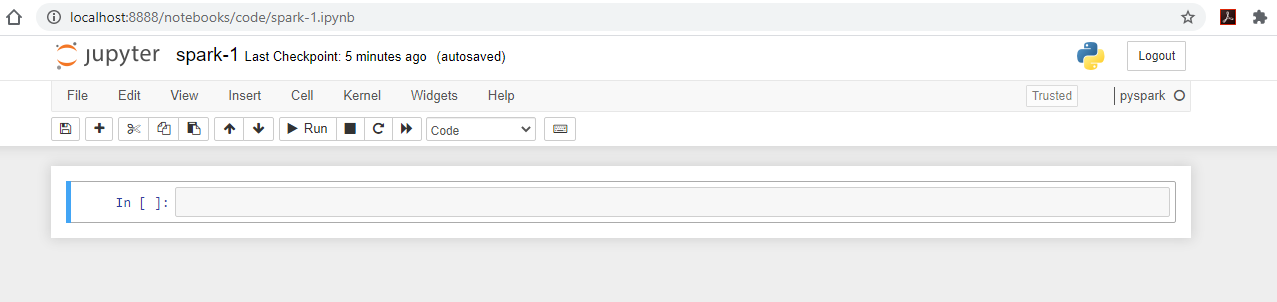 localhost:8888/notebooks/code/spark-1.ipynb
jupyter spark-1 Last Checkpoint: 5 minutes ago (autosaved) Logout
File Edit View Insert Cell Kernel Widgets Help Trusted pyspark
Run Code
In [ ]: